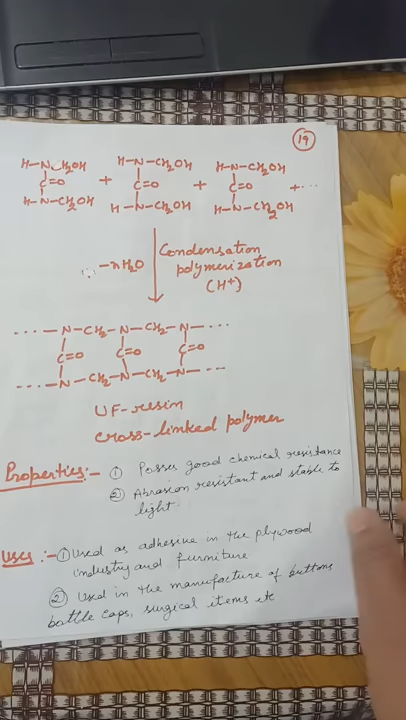 19
H-N-CH2OH H-N-CH2OH H-N-CH2OH
C=O + C=O + C=O +...
H-N-CH2OH H-N-CH2OH H-N-CH2OH
-nH2O Condensation
polymerization
(H+)
....-N-CH2-N-CH2-N-...
C=O C=O C=O
....-N-CH2-N-CH2-N-...
UF-resin
cross-linked polymer
Properties:- ① Posses good chemical resistance
② Abrasion resistant and stable to
light.
Uses:- ① Used as adhesive in the plywood
industry and furniture
② Used in the manufacture of buttons
bottle caps, surgical items etc